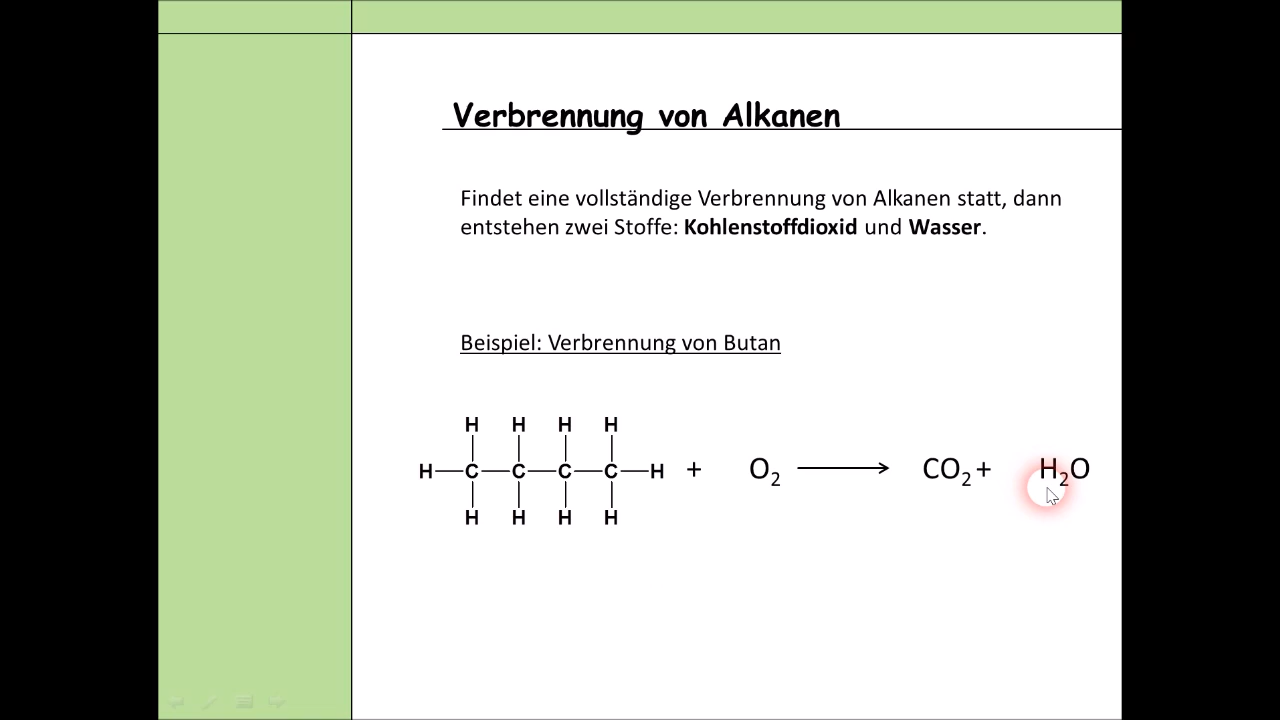 Verbrennung von Alkanen
Findet eine vollständige Verbrennung von Alkanen statt, dann
entstehen zwei Stoffe: Kohlenstoffdioxid und Wasser.
Beispiel: Verbrennung von Butan
H H H H
H C C C C H + O₂ ⟶ CO₂ + H₂O
H H H H